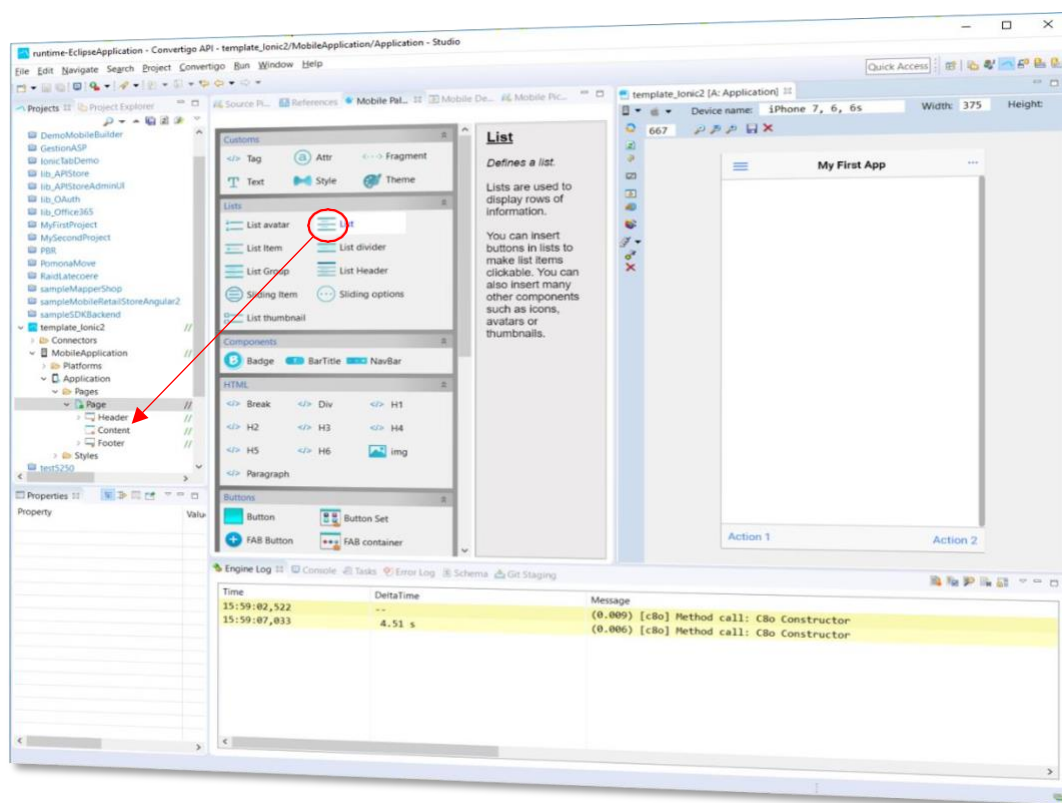 runtime-EclipseApplication - Convertigo API - template_Ionic2/MobileApplication/Application - Studio
File Edit Navigate Search Project Convertigo Run Window Help
Quick Access
Projects
Project Explorer
DemoMobileBuilder
GestionASP
IonicTabDemo
lib_APIStore
lib_APIStoreAdminUI
lib_OAuth
lib_Office365
MyFirstProject
MySecondProject
PBR
PomonaMove
RaidLatecoere
sampleMapperShop
sampleMobileRetailStoreAngular2
sampleSDKBackend
template_Ionic2 //
Connectors
MobileApplication //
Platforms
Application
Pages
Page //
Header //
Content //
Footer //
Styles
test5250
Properties
Property Valu
Source Pi... References Mobile Pal... Mobile De... Mobile Pic...
Customs
Tag Attr Fragment
Text Style Theme
Lists
List avatar List
List Item List divider
List Group List Header
Sliding Item Sliding options
List thumbnail
Components
Badge BarTitle NavBar
HTML
Break Div H1
H2 H3 H4
H5 H6 img
Paragraph
Buttons
Button Button Set
FAB Button FAB container
List
Defines a list.
Lists are used to
display rows of
information.
You can insert
buttons in lists to
make list items
clickable. You can
also insert many
other components
such as icons,
avatars or
thumbnails.
template_Ionic2 [A: Application]
Device name: iPhone 7, 6, 6s Width: 375 Height:
667
My First App ...
Action 1 Action 2
Engine Log Console Tasks Error Log Schema Git Staging
Time DeltaTime Message
15:59:02,522 -- (0.009) [c8o] Method call: C8o Constructor
15:59:07,033 4.51 s (0.006) [c8o] Method call: C8o Constructor